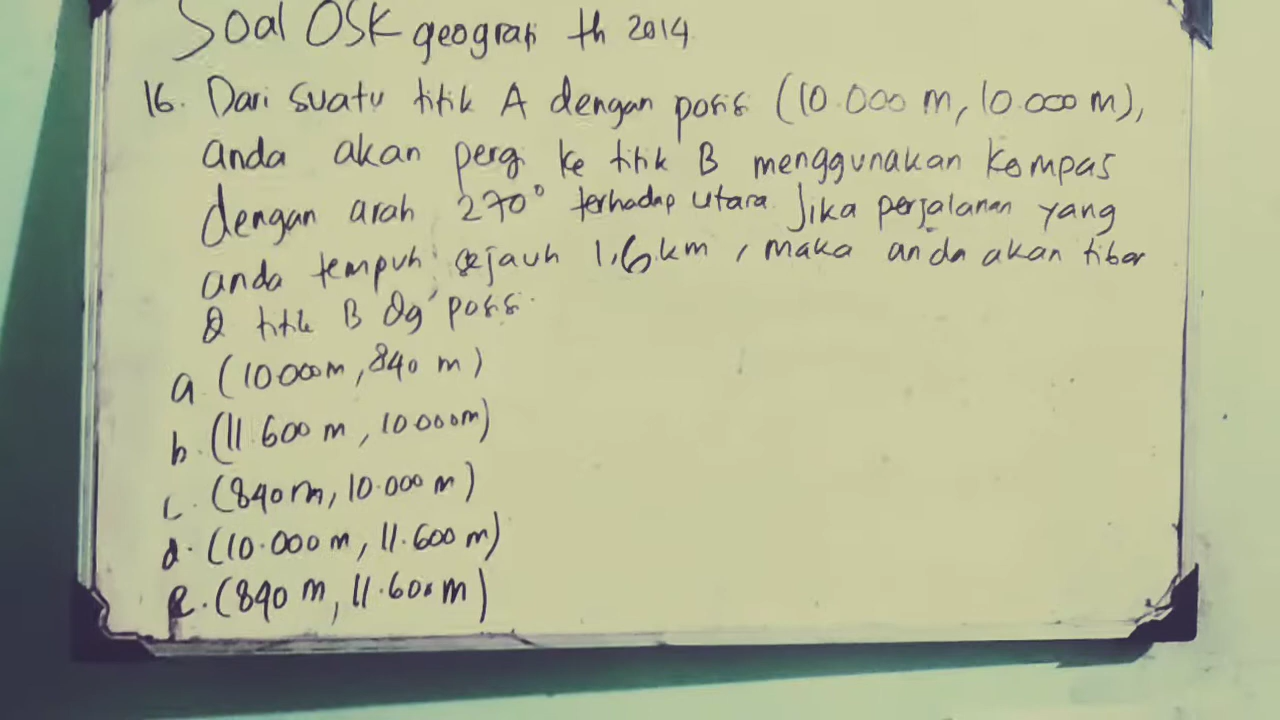 Soal OSK geografi th 2014
16. Dari suatu titik A dengan posisi (10.000 m, 10.000 m),
anda akan pergi ke titik B menggunakan kompas
dengan arah 270° terhadap utara. Jika perjalanan yang
anda tempuh sejauh 1,6 km, maka anda akan tiba
di titik B dg posisi
a. (10.000 m, 840 m)
b. (11.600 m, 10.000 m)
c. (840 m, 10.000 m)
d. (10.000 m, 11.600 m)
e. (840 m, 11.600 m)